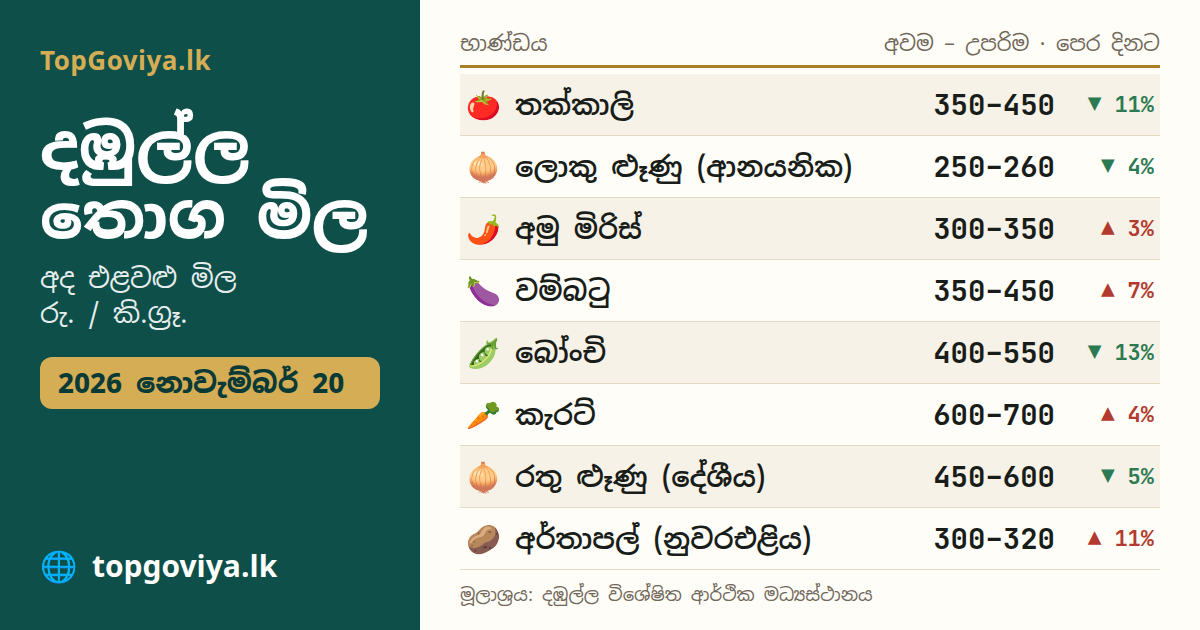 TopGoviya.lk
දඹුල්ල
තොග මිල
අද එළවළු මිල
රු. / කි.ග්‍රෑ.
2026 නොවැම්බර් 20
topgoviya.lk
භාණ්ඩය අවම – උපරිම · පෙර දිනට
තක්කාලි 350–450 ▼ 11%
ලොකු ළූණු (ආනයනික) 250–260 ▼ 4%
අමු මිරිස් 300–350 ▲ 3%
වම්බටු 350–450 ▲ 7%
බෝංචි 400–550 ▼ 13%
කැරට් 600–700 ▲ 4%
රතු ළූණු (දේශීය) 450–600 ▼ 5%
අර්තාපල් (නුවරඑළිය) 300–320 ▲ 11%
මූලාශ්‍රය: දඹුල්ල විශේෂිත ආර්ථික මධ්‍යස්ථානය